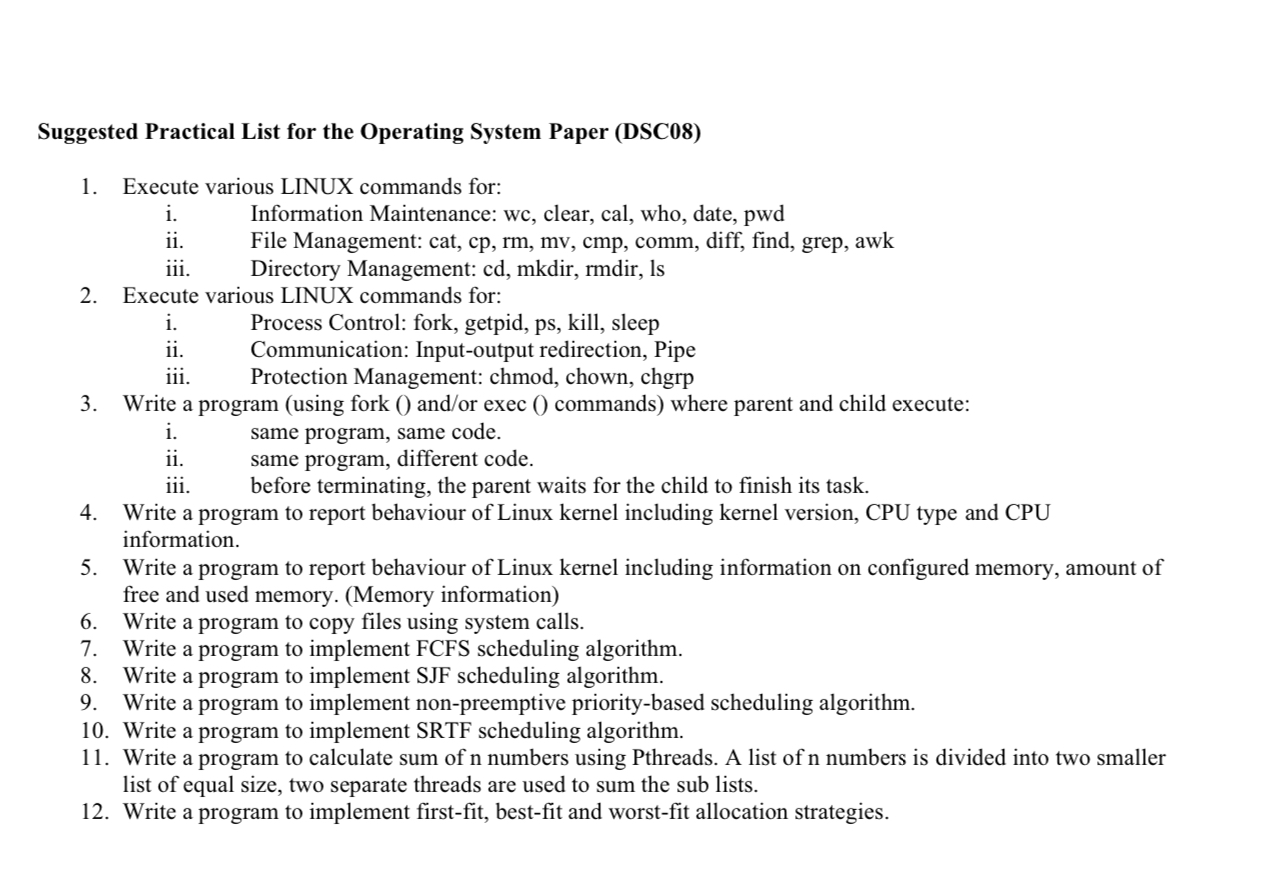 Suggested Practical List for the Operating System Paper (DSC08)
1. Execute various LINUX commands for:
i. Information Maintenance: wc, clear, cal, who, date, pwd
ii. File Management: cat, cp, rm, mv, cmp, comm, diff, find, grep, awk
iii. Directory Management: cd, mkdir, rmdir, ls
2. Execute various LINUX commands for:
i. Process Control: fork, getpid, ps, kill, sleep
ii. Communication: Input-output redirection, Pipe
iii. Protection Management: chmod, chown, chgrp
3. Write a program (using fork () and/or exec () commands) where parent and child execute:
i. same program, same code.
ii. same program, different code.
iii. before terminating, the parent waits for the child to finish its task.
4. Write a program to report behaviour of Linux kernel including kernel version, CPU type and CPU
information.
5. Write a program to report behaviour of Linux kernel including information on configured memory, amount of
free and used memory. (Memory information)
6. Write a program to copy files using system calls.
7. Write a program to implement FCFS scheduling algorithm.
8. Write a program to implement SJF scheduling algorithm.
9. Write a program to implement non-preemptive priority-based scheduling algorithm.
10. Write a program to implement SRTF scheduling algorithm.
11. Write a program to calculate sum of n numbers using Pthreads. A list of n numbers is divided into two smaller
list of equal size, two separate threads are used to sum the sub lists.
12. Write a program to implement first-fit, best-fit and worst-fit allocation strategies.